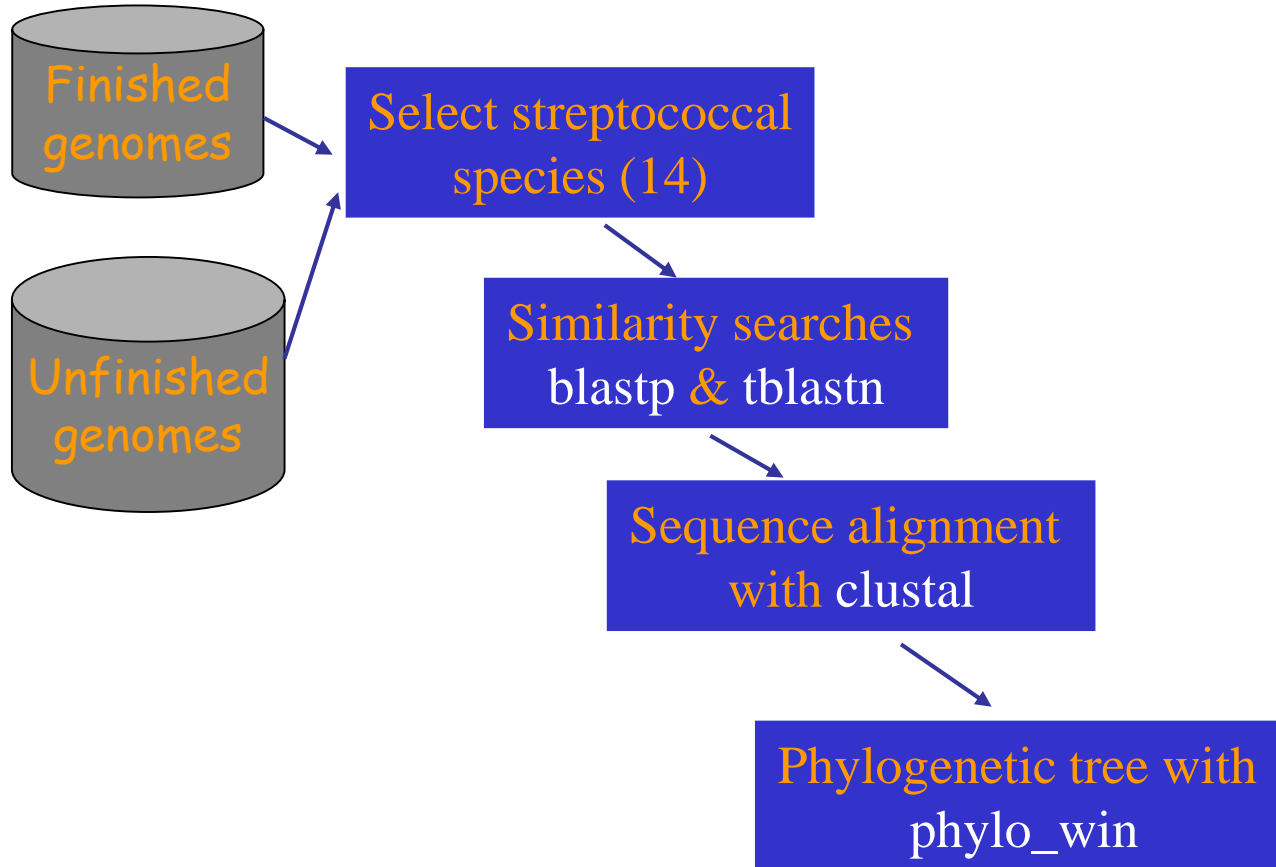 Finished
genomes
Select streptococcal
species (14)
Unfinished
genomes
Similarity searches
blastp & tblastn
Sequence alignment
with clustal
Phylogenetic tree with
phylo_win